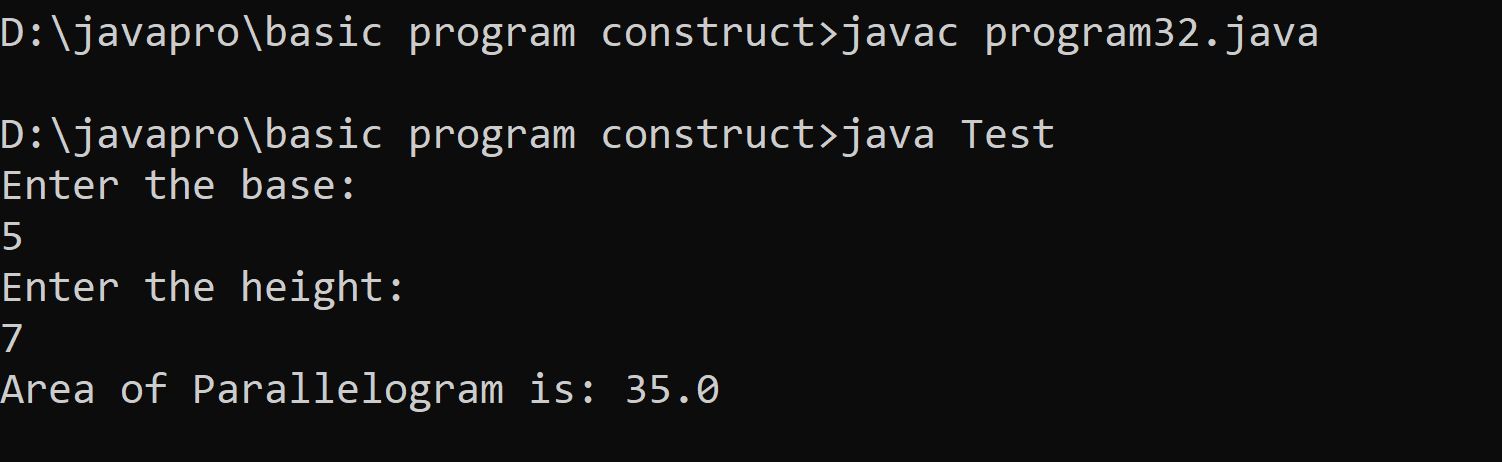 D:\javapro\basic program construct>javac program32.java
D:\javapro\basic program construct>java Test
Enter the base:
5
Enter the height:
7
Area of Parallelogram is: 35.0